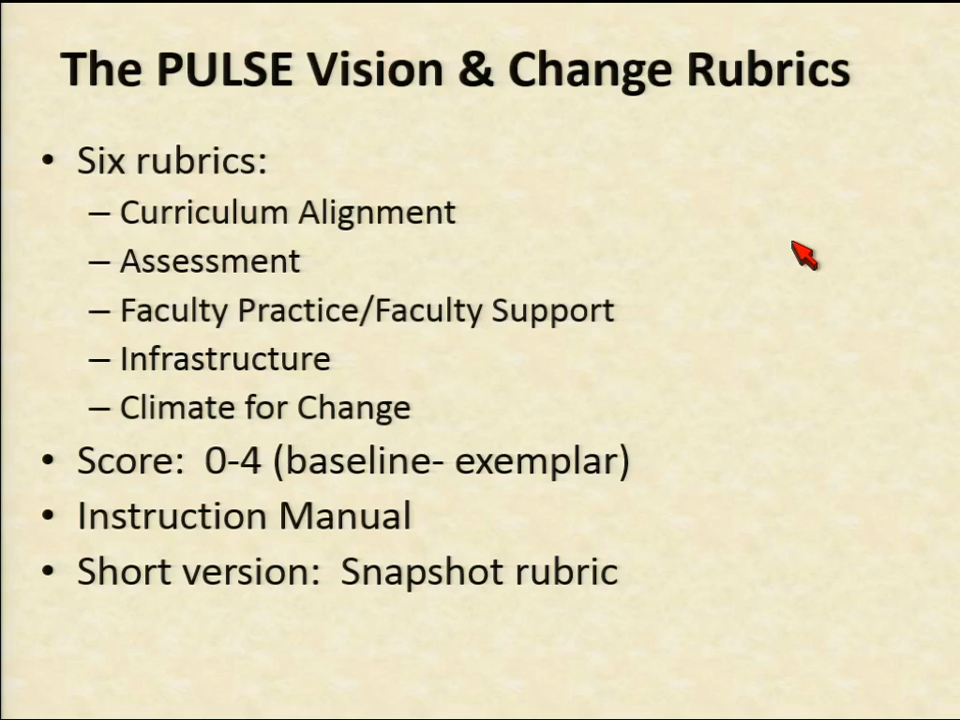 The PULSE Vision & Change Rubrics
• Six rubrics:
– Curriculum Alignment
– Assessment
– Faculty Practice/Faculty Support
– Infrastructure
– Climate for Change
• Score:  0-4 (baseline- exemplar)
• Instruction Manual
• Short version:  Snapshot rubric